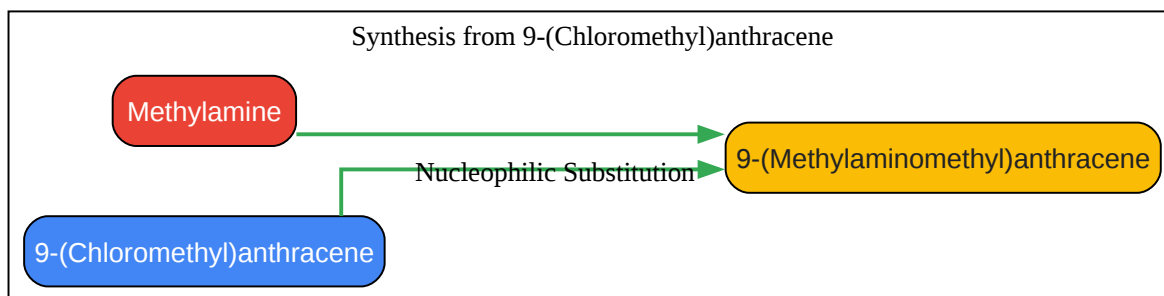 Synthesis from 9-(Chloromethyl)anthracene
Methylamine
9-(Methylaminomethyl)anthracene
Nucleophilic Substitution
9-(Chloromethyl)anthracene